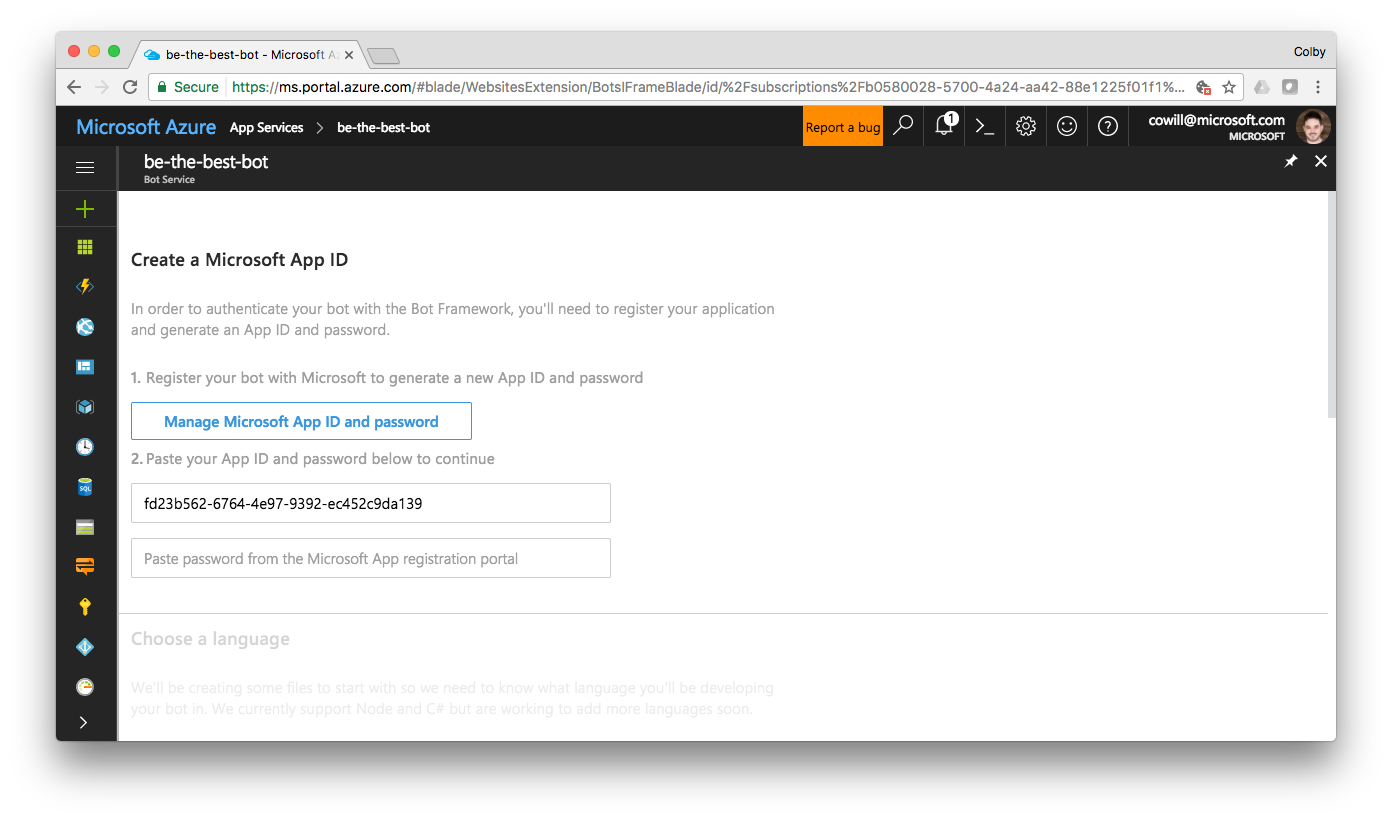 be-the-best-bot - Microsoft A
Colby
Secure
https://ms.portal.azure.com/#blade/WebsitesExtension/BotsIFrameBlade/id/%2Fsubscriptions%2Fb0580028-5700-4a24-aa42-88e1225f01f1%...
Microsoft Azure
App Services
be-the-best-bot
Report a bug
1
cowill@microsoft.com
MICROSOFT
be-the-best-bot
Bot Service
Create a Microsoft App ID
In order to authenticate your bot with the Bot Framework, you'll need to register your application
and generate an App ID and password.
1. Register your bot with Microsoft to generate a new App ID and password
Manage Microsoft App ID and password
2. Paste your App ID and password below to continue
fd23b562-6764-4e97-9392-ec452c9da139
Paste password from the Microsoft App registration portal
SQL
Choose a language
We'll be creating some files to start with so we need to know what language you'll be developing
your bot in. We currently support Node and C# but are working to add more languages soon.